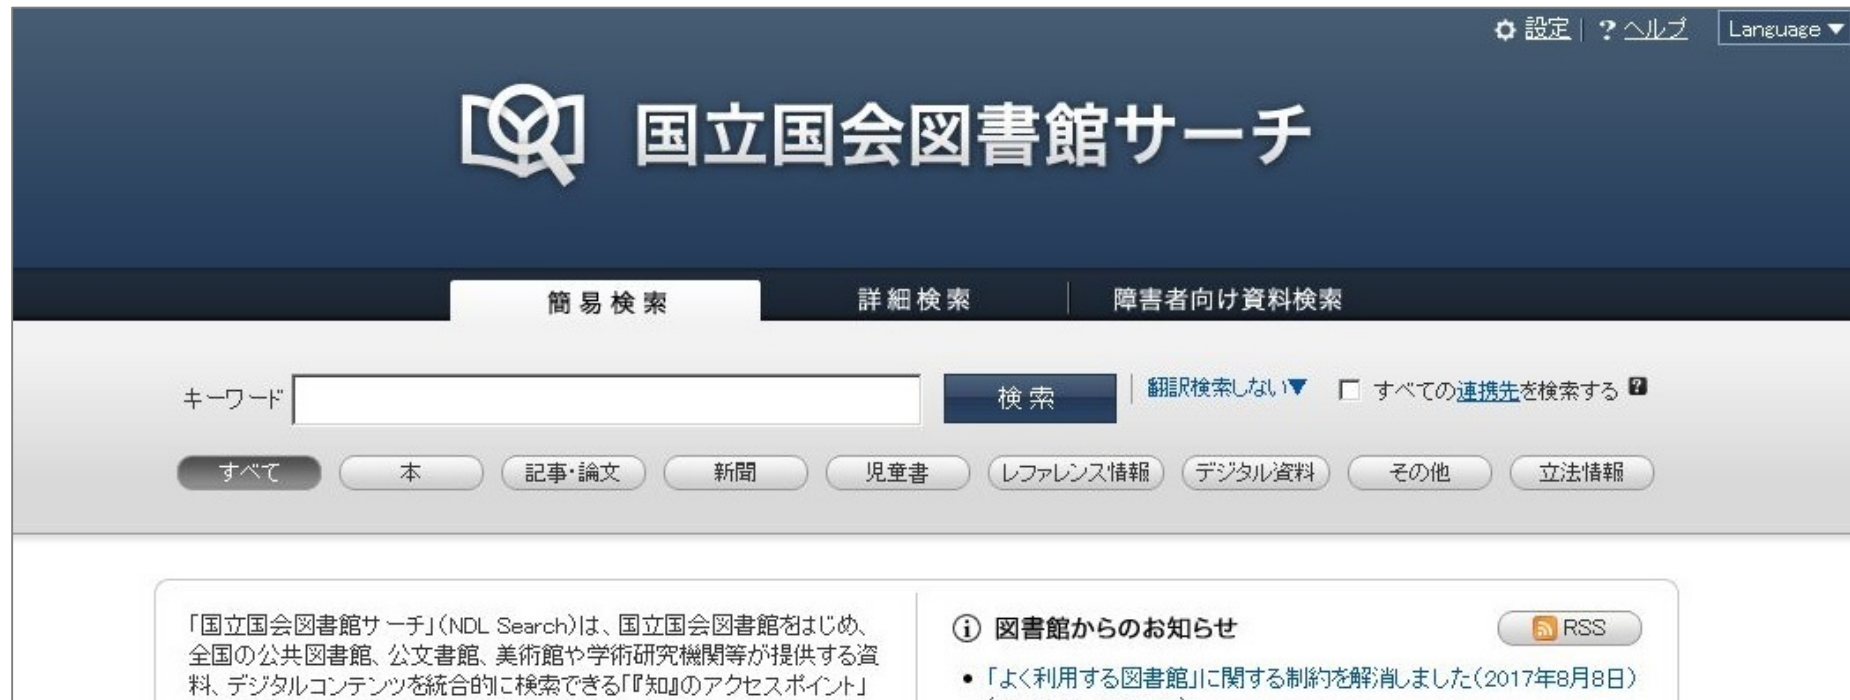 設定 | ? ヘルプ Language ▼
国立国会図書館サーチ
簡易検索 詳細検索 障害者向け資料検索
キーワード 検索 翻訳検索しない▼ すべての連携先を検索する ?
すべて 本 記事・論文 新聞 児童書 レファレンス情報 デジタル資料 その他 立法情報
「国立国会図書館サーチ」(NDL Search)は、国立国会図書館をはじめ、
全国の公共図書館、公文書館、美術館や学術研究機関等が提供する資
料、デジタルコンテンツを統合的に検索できる「『知』のアクセスポイント」
図書館からのお知らせ RSS
• 「よく利用する図書館」に関する制約を解消しました(2017年8月8日)